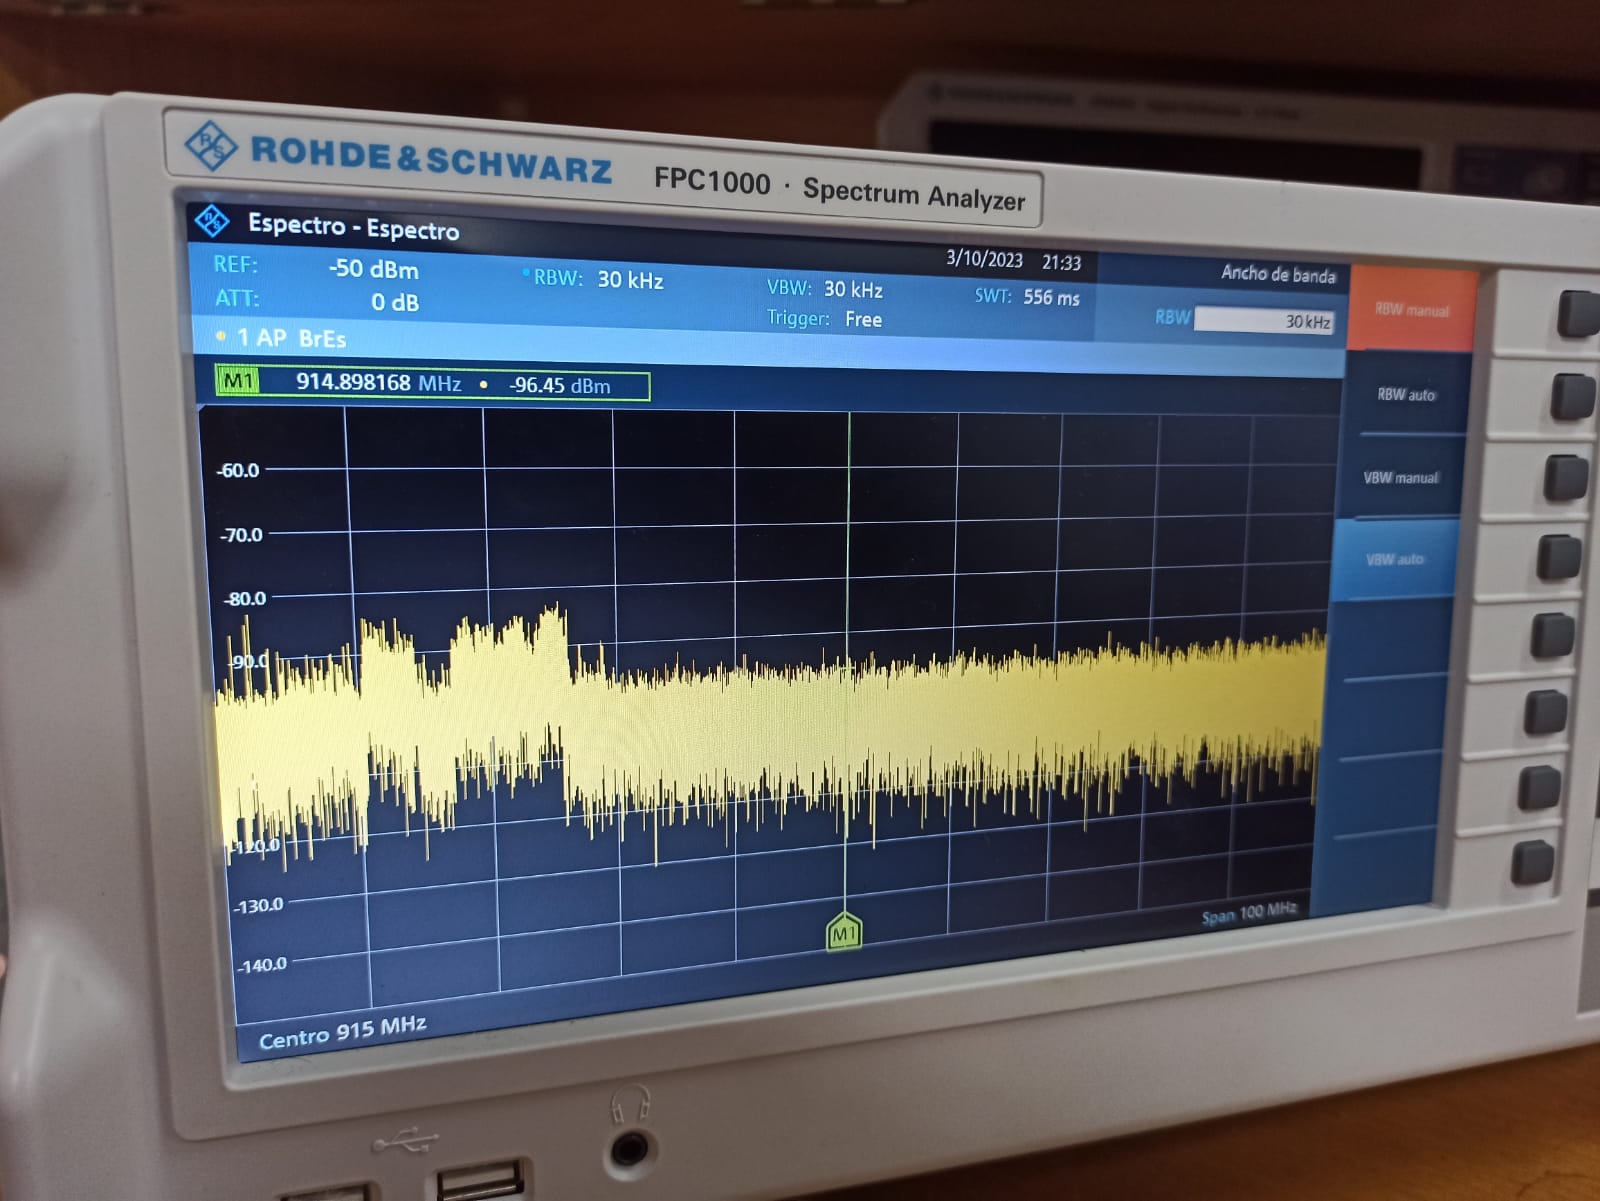 ROHDE&SCHWARZ FPC1000 · Spectrum Analyzer
Espectro - Espectro
3/10/2023 21:33
REF: -50 dBm RBW: 30 kHz VBW: 30 kHz SWT: 556 ms
ATT: 0 dB Trigger: Free
Ancho de banda
RBW 30 kHz
1 AP BrEs
M1 914.898168 MHz • -96.45 dBm
RBW manual
RBW auto
VBW manual
VBW auto
-60.0
-70.0
-80.0
-90.0
-120.0
-130.0
-140.0
M1
Centro 915 MHz
Span 100 MHz